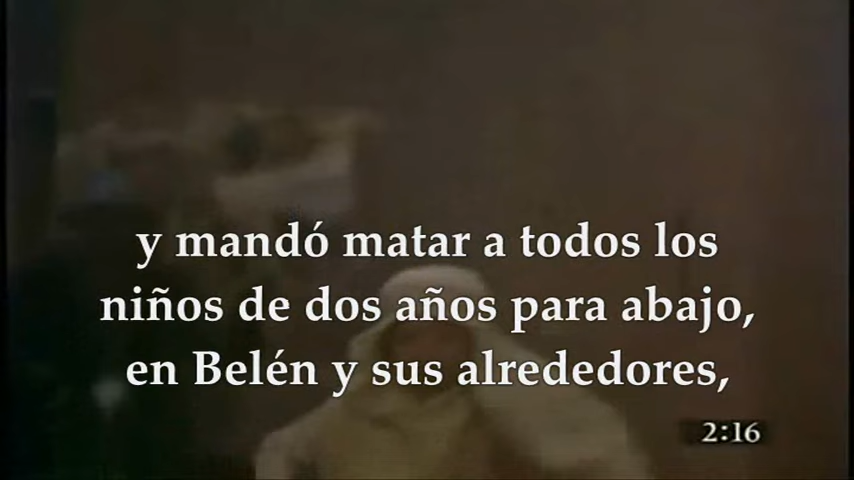 y mandó matar a todos los
niños de dos años para abajo,
en Belén y sus alrededores,
2:16